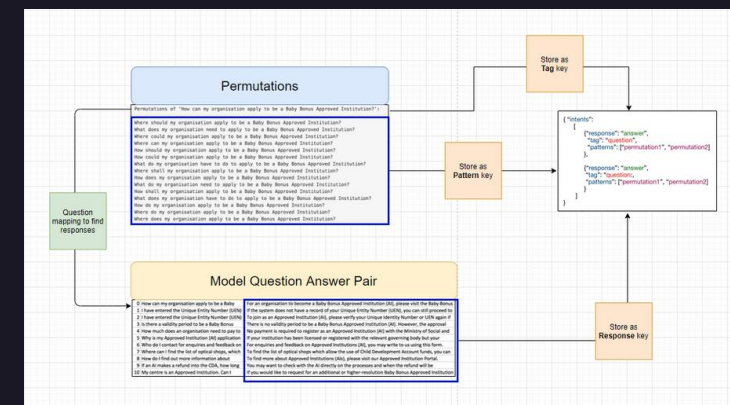 Permutations
Permutations of "How can my organisation apply to be a Baby Bonus Approved Institution?":
Where should my organisation apply to be a Baby Bonus Approved Institution?
What does my organisation need to apply to be a Baby Bonus Approved Institution?
Where could my organisation apply to be a Baby Bonus Approved Institution?
Where can my organisation apply to be a Baby Bonus Approved Institution?
How should my organisation apply to be a Baby Bonus Approved Institution?
How could my organisation apply to be a Baby Bonus Approved Institution?
What do my organisation have to do to apply to be a Baby Bonus Approved Institution?
Where shall my organisation apply to be a Baby Bonus Approved Institution?
How does my organisation apply to be a Baby Bonus Approved Institution?
What do my organisation need to apply to be a Baby Bonus Approved Institution?
How shall my organisation apply to be a Baby Bonus Approved Institution?
What does my organisation have to do to apply to be a Baby Bonus Approved Institution?
How do my organisation apply to be a Baby Bonus Approved Institution?
Where do my organisation apply to be a Baby Bonus Approved Institution?
Where does my organisation apply to be a Baby Bonus Approved Institution?
Store as
Tag key
Store as
Pattern key
{ "intents":
[
{"response": "answer",
"tag": "question",
"patterns": ["permutation1", "permutation2]
},
{"response": "answer",
"tag": "question:,
"patterns": ["permutation1", "permutation2]
}
]
}
Question
mapping to find
responses
Model Question Answer Pair
0 How can my organisation apply to be a Baby For an organisation to become a Baby Bonus Approved Institution (AI), please visit the Baby Bonus
1 I have entered the Unique Entity Number (UEN) If the system does not have a record of your Unique Entity Number (UEN), you can still proceed to
2 I have entered the Unique Entity Number (UEN) To join as an Approved Institution (AI), please verify your Unique Identity Number or UEN again if
3 Is there a validity period to be a Baby Bonus There is no validity period to be a Baby Bonus Approved Institution (AI). However, the approval
4 How much does an organisation need to pay to No payment is required to register as an Approved Institution (AI) with the Ministry of Social and
5 Why is my Approved Institution (AI) application If your institution has been licensed or registered with the relevant governing body but your
6 Who do I contact for enquiries and feedback on For enquiries and feedback on Approved Institutions (AI), you may write to us using this form.
7 Where can I find the list of optical shops, which To find the list of optical shops which allow the use of Child Development Account funds, you can
8 How do I find out more information about To find more about Approved Institutions (AIs), please visit our Approved Institution Portal.
9 If an AI makes a refund into the CDA, how long You may want to check with the AI directly on the processes and when the refund will be
10 My centre is an Approved Institution. Can I If you would like to request for an additional or higher-resolution Baby Bonus Approved Institution
Store as
Response key